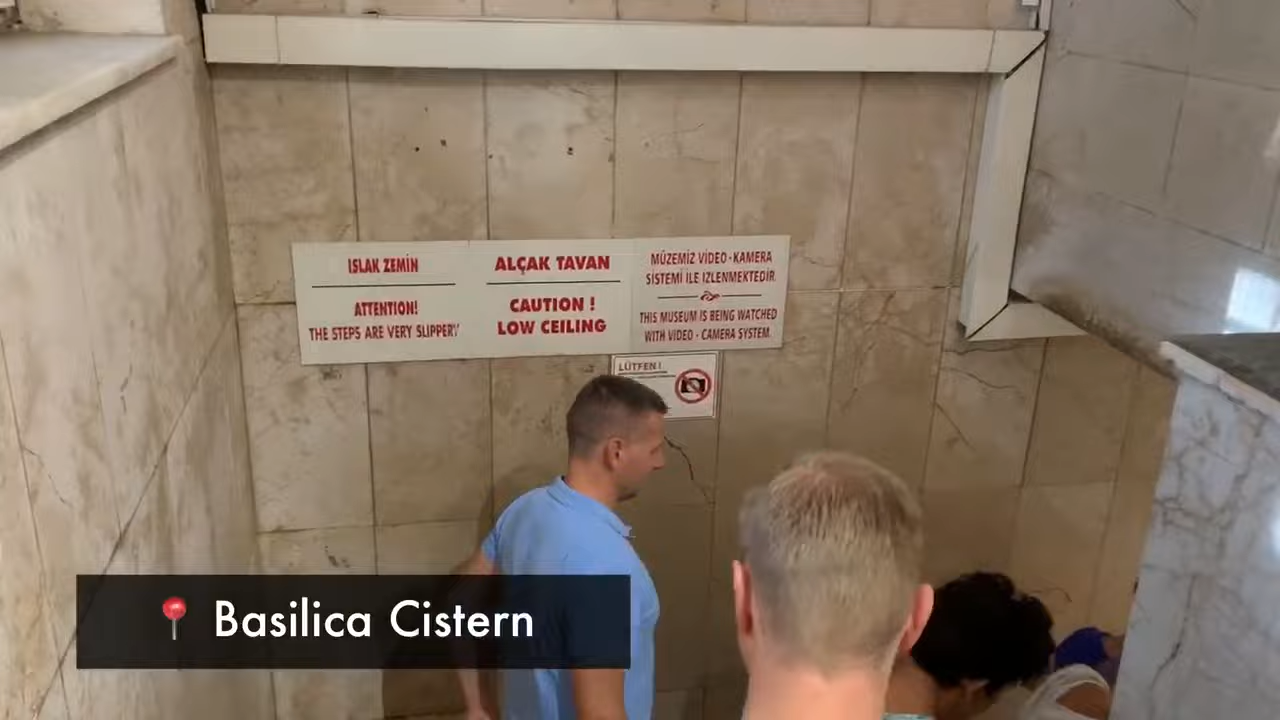 ISLAK ZEMİN
ATTENTION!
THE STEPS ARE VERY SLIPPERY
ALÇAK TAVAN
CAUTION !
LOW CEILING
MÜZEMİZ VİDEO - KAMERA
SİSTEMİ İLE IZLENMEKTEDİR.
THIS MUSEUM IS BEING WATCHED
WITH VIDEO - CAMERA SYSTEM.
LÜTFEN !
Basilica Cistern